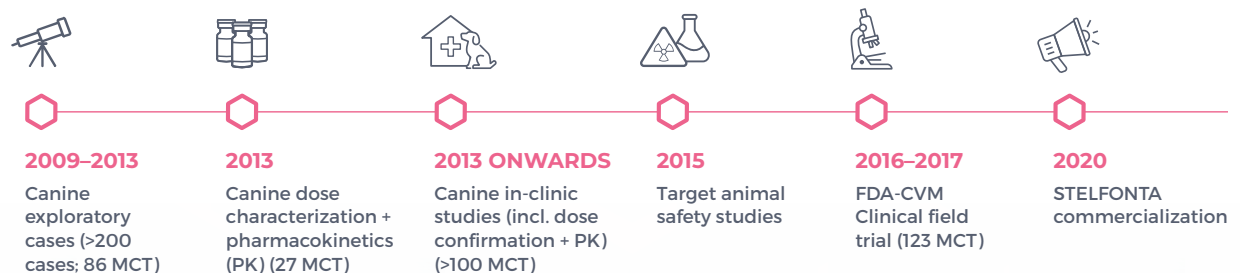 2009–2013
Canine
exploratory
cases (>200
cases; 86 MCT)
2013
Canine dose
characterization +
pharmacokinetics
(PK) (27 MCT)
2013 ONWARDS
Canine in-clinic
studies (incl. dose
confirmation + PK)
(>100 MCT)
2015
Target animal
safety studies
2016–2017
FDA-CVM
Clinical field
trial (123 MCT)
2020
STELFONTA
commercialization